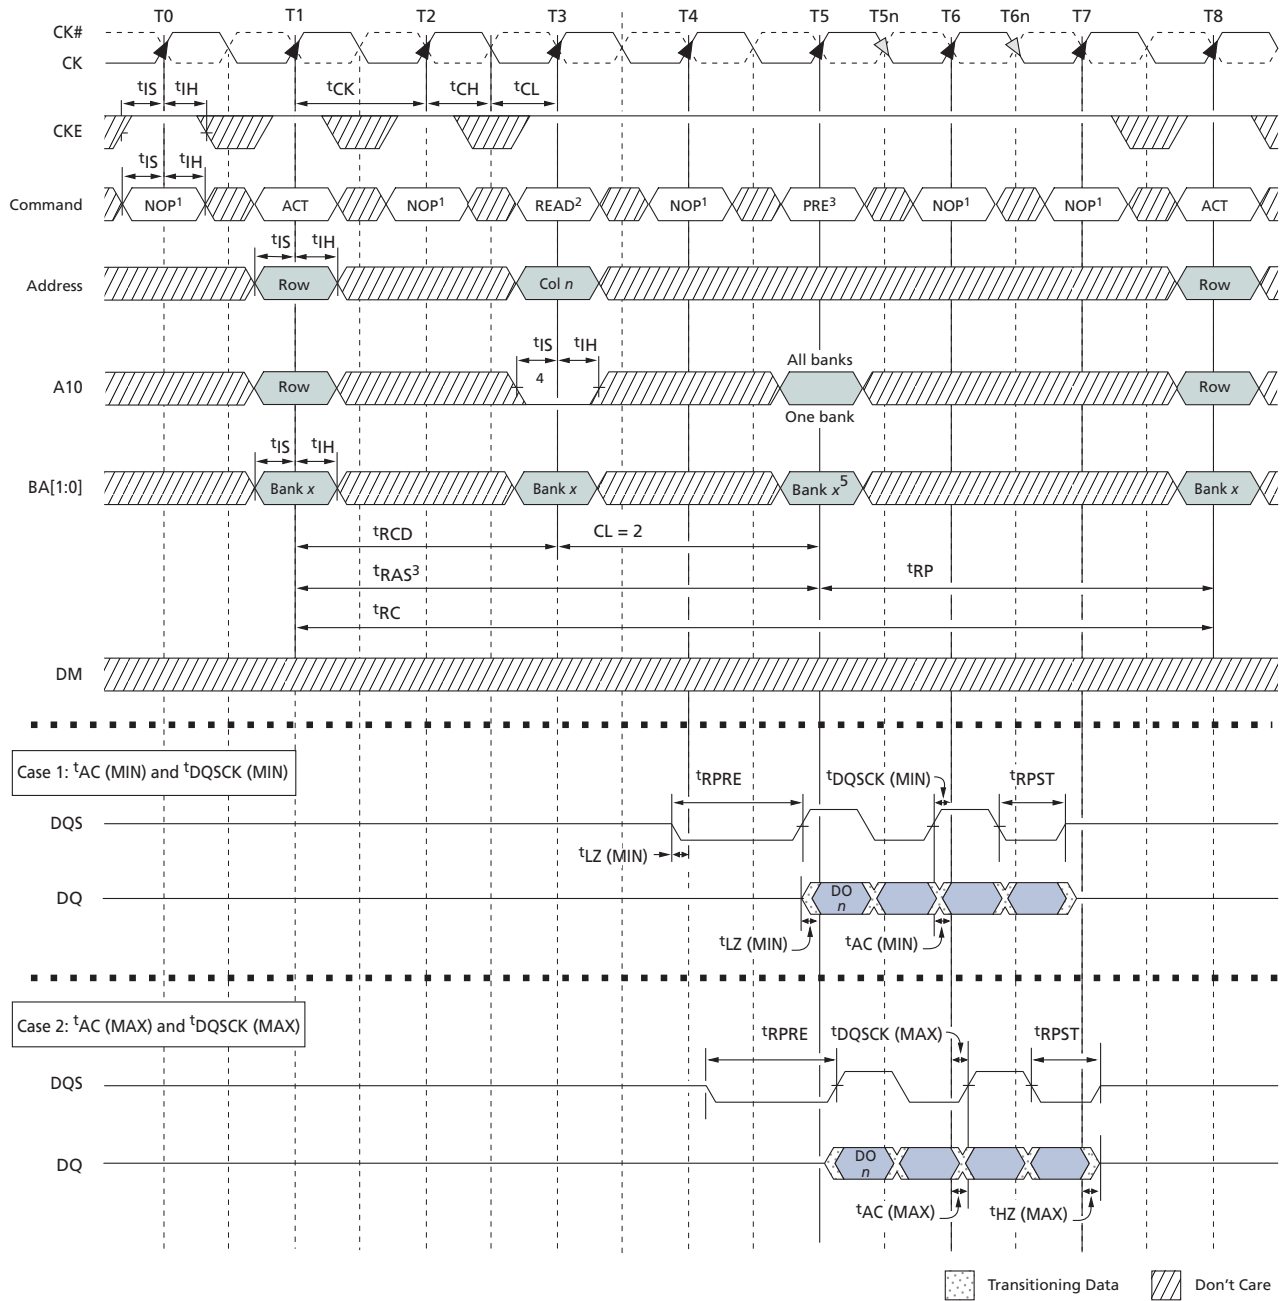 T0 T1 T2 T3 T4 T5 T5n T6 T6n T7 T8
CK#
CK
tIS tIH tCK tCH tCL
CKE
tIS tIH
Command NOP1 ACT NOP1 READ2 NOP1 PRE3 NOP1 NOP1 ACT
tIS tIH
Address Row Col n Row
tIS tIH
All banks
A10 Row 4 Row
One bank
tIS tIH
BA[1:0] Bank x Bank x Bank x5 Bank x
tRCD CL = 2
tRAS3 tRP
tRC
DM
Case 1: tAC (MIN) and tDQSCK (MIN)
tRPRE tDQSCK (MIN) tRPST
DQS
tLZ (MIN)
DQ DO
n
tLZ (MIN) tAC (MIN)
Case 2: tAC (MAX) and tDQSCK (MAX)
tRPRE tDQSCK (MAX) tRPST
DQS
DQ DO
n
tAC (MAX) tHZ (MAX)
Transitioning Data Don't Care